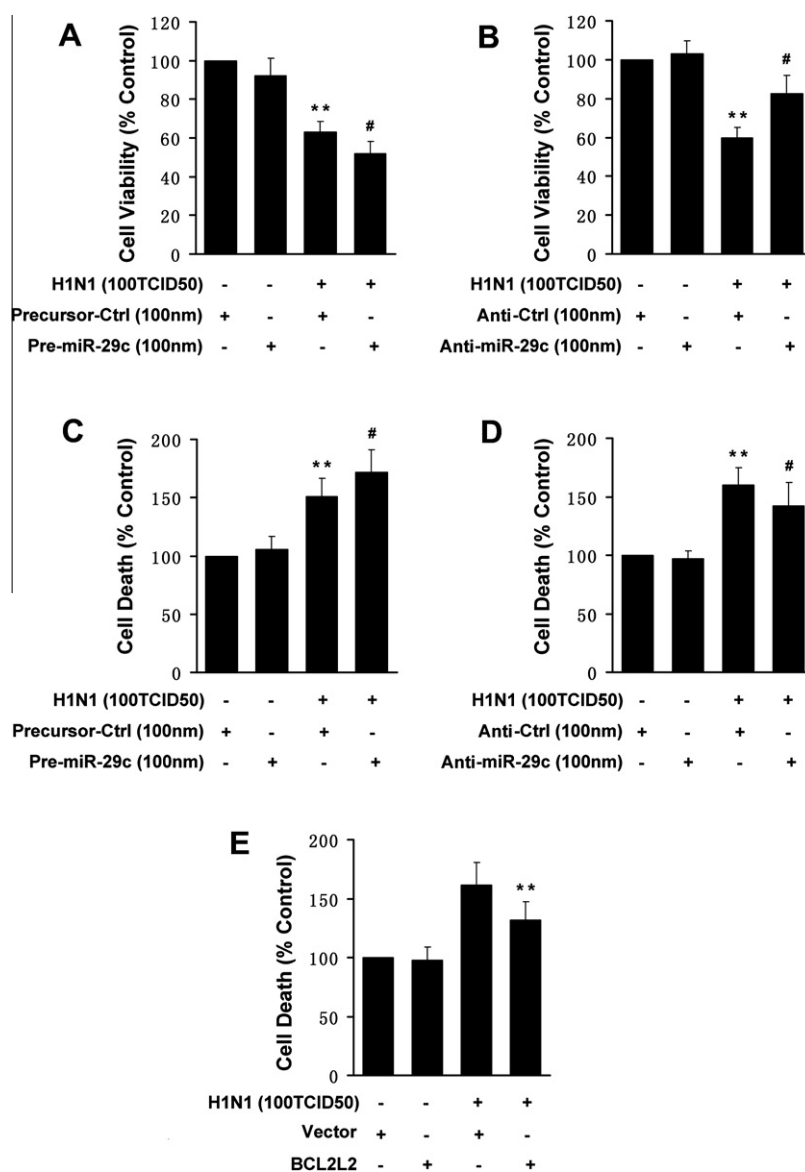 A
Cell Viability (% Control)
120
100
80
60
40
20
0
**
#
H1N1 (100TCID50) - - + +
Precursor-Ctrl (100nm) + - + -
Pre-miR-29c (100nm) - + - +
B
Cell Viability (% Control)
120
100
80
60
40
20
0
**
#
H1N1 (100TCID50) - - + +
Anti-Ctrl (100nm) + - + -
Anti-miR-29c (100nm) - + - +
C
Cell Death (% Control)
200
150
100
50
0
**
#
H1N1 (100TCID50) - - + +
Precursor-Ctrl (100nm) + - + -
Pre-miR-29c (100nm) - + - +
D
Cell Death (% Control)
200
150
100
50
0
**
#
H1N1 (100TCID50) - - + +
Anti-Ctrl (100nm) + - + -
Anti-miR-29c (100nm) - + - +
E
Cell Death (% Control)
200
150
100
50
0
**
H1N1 (100TCID50) - - + +
Vector + - + -
BCL2L2 - + - +